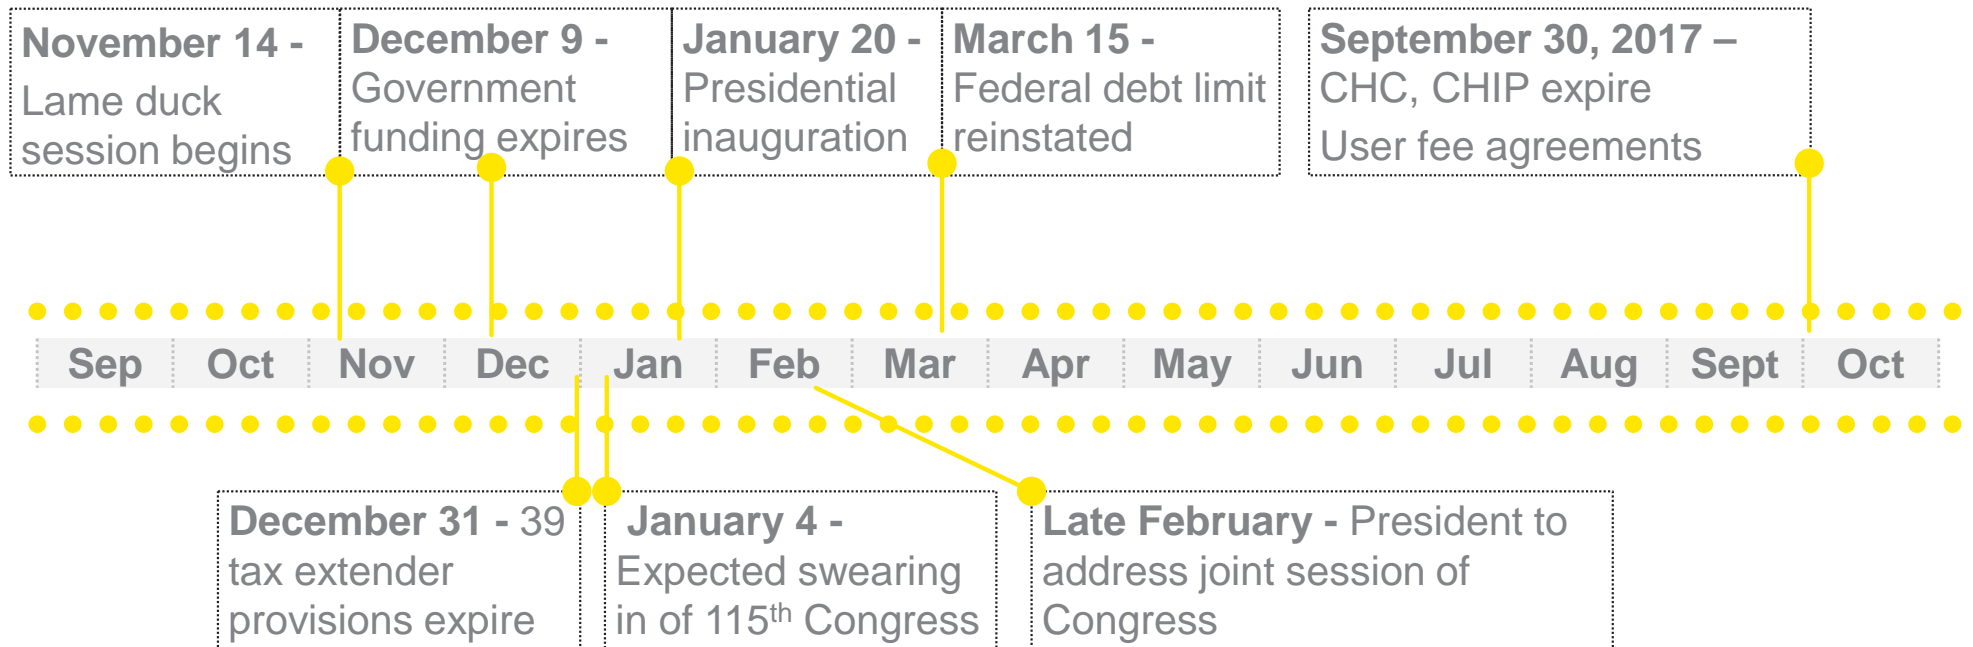 November 14 -
Lame duck
session begins
December 9 -
Government
funding expires
January 20 -
Presidential
inauguration
March 15 -
Federal debt limit
reinstated
September 30, 2017 –
CHC, CHIP expire
User fee agreements
Sep Oct Nov Dec Jan Feb Mar Apr May Jun Jul Aug Sept Oct
December 31 - 39
tax extender
provisions expire
January 4 -
Expected swearing
in of 115th Congress
Late February - President to
address joint session of
Congress